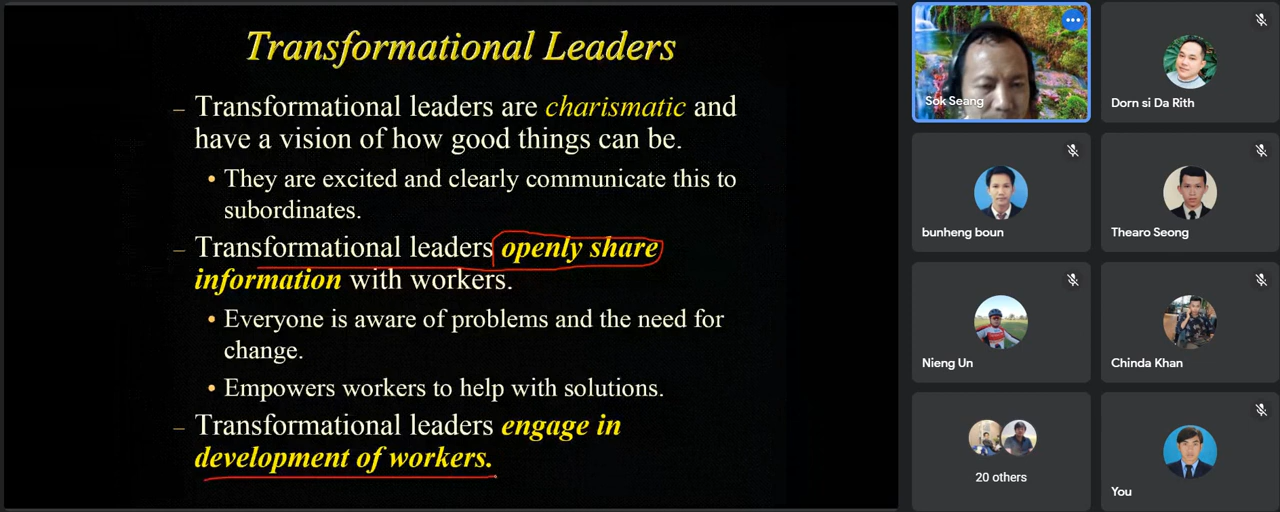 Transformational Leaders
– Transformational leaders are charismatic and
have a vision of how good things can be.
• They are excited and clearly communicate this to
subordinates.
– Transformational leaders openly share
information with workers.
• Everyone is aware of problems and the need for
change.
• Empowers workers to help with solutions.
– Transformational leaders engage in
development of workers.
Sok Seang
Dorn si Da Rith
bunheng boun
Thearo Seong
Nieng Un
Chinda Khan
20 others
You